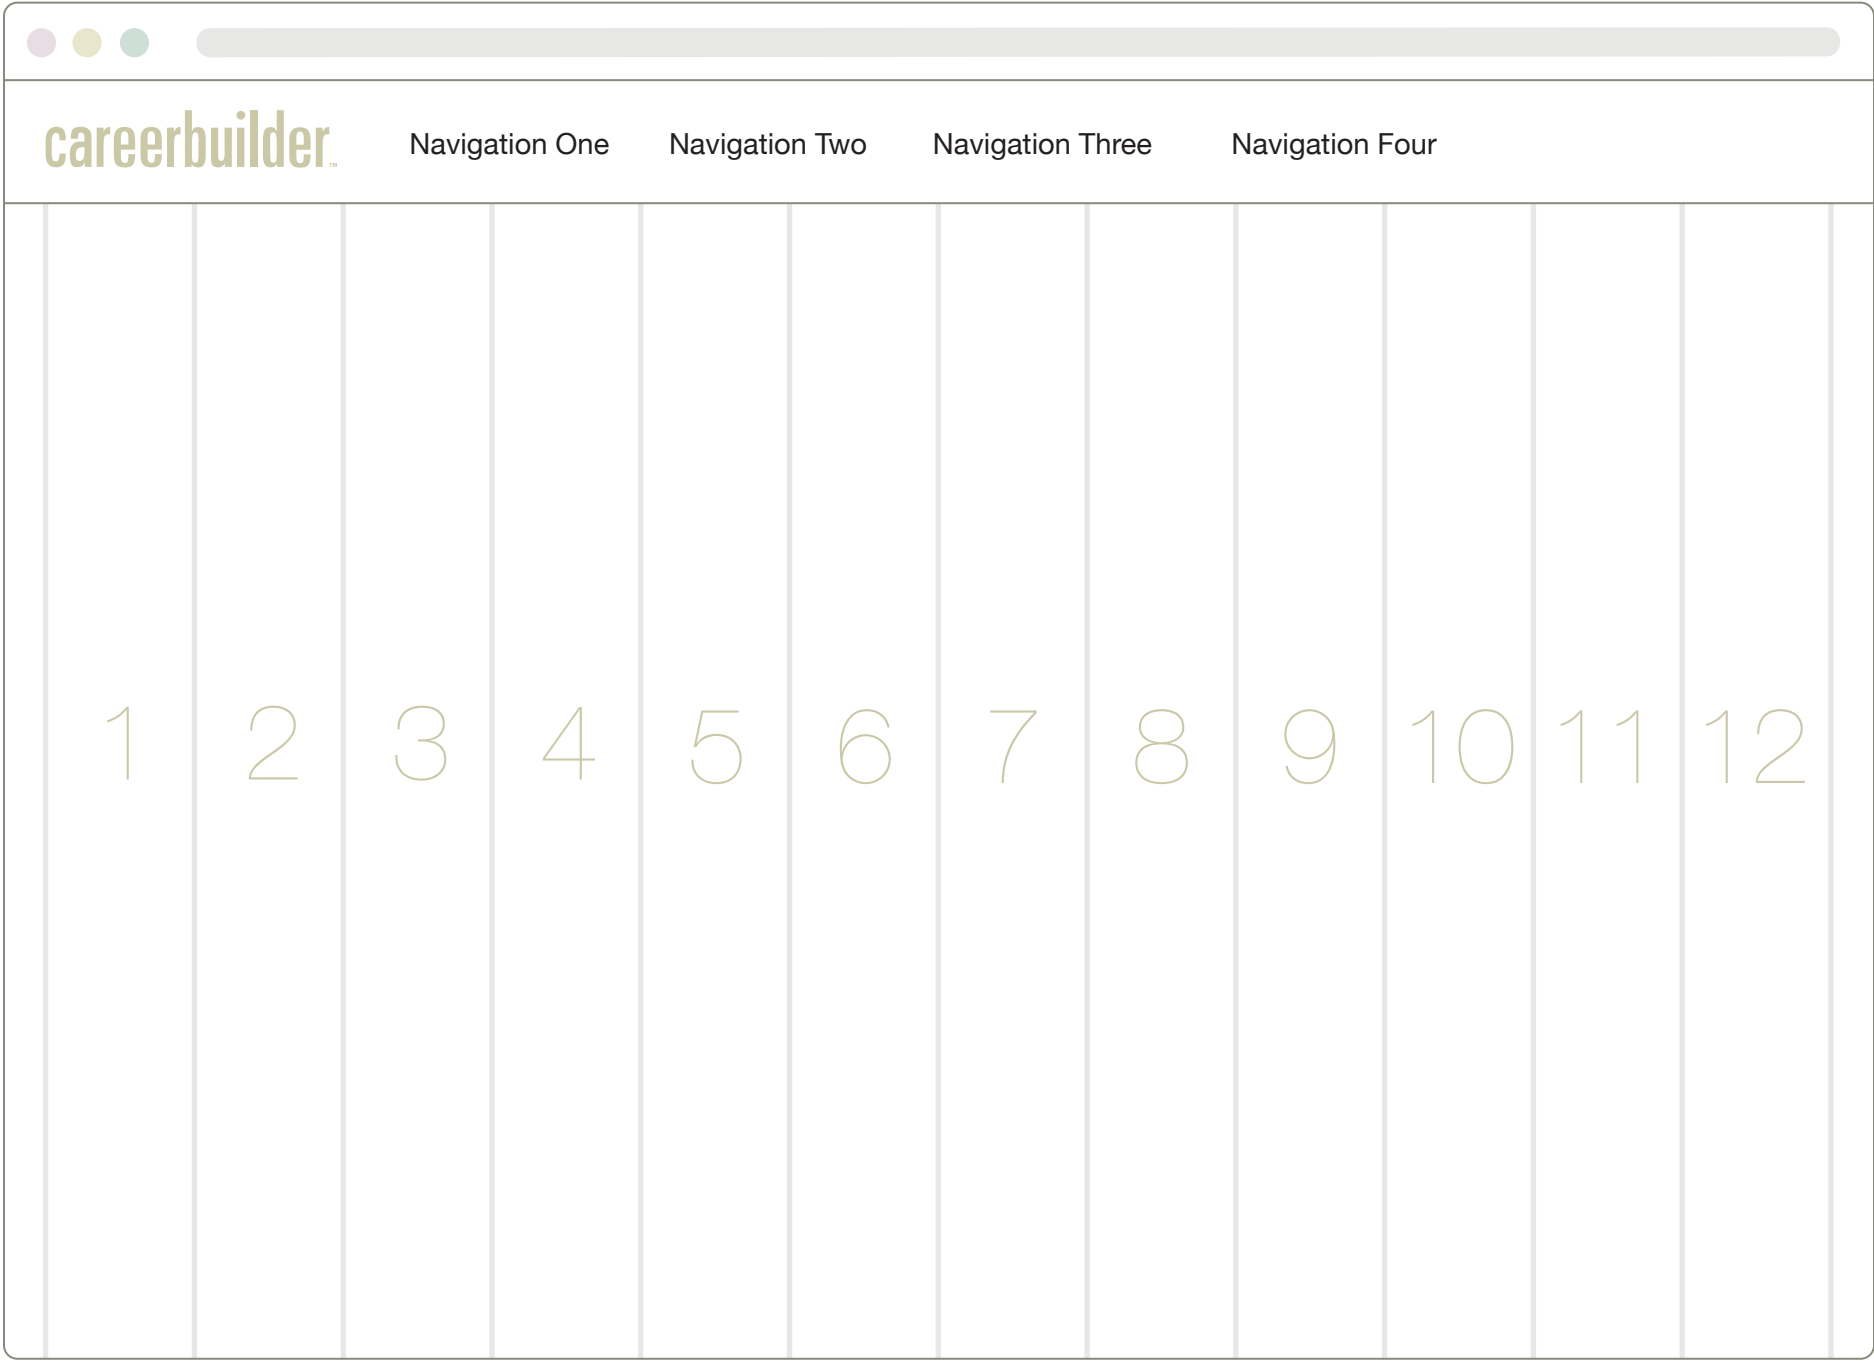 careerbuilder™ Navigation One Navigation Two Navigation Three Navigation Four
1 2 3 4 5 6 7 8 9 10 11 12